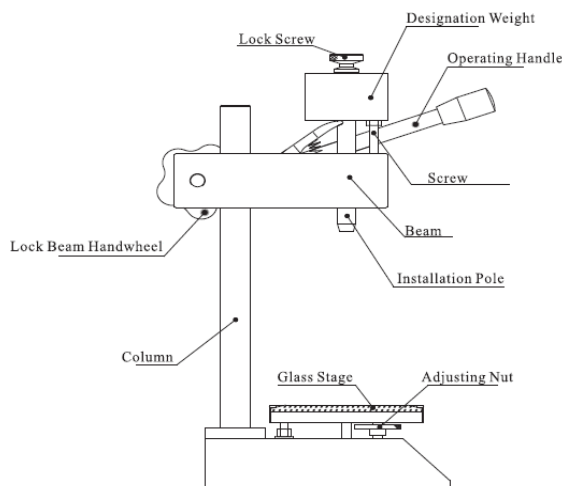 Designation Weight
Lock Screw
Operating Handle
Screw
Beam
Lock Beam Handwheel
Installation Pole
Column
Glass Stage
Adjusting Nut